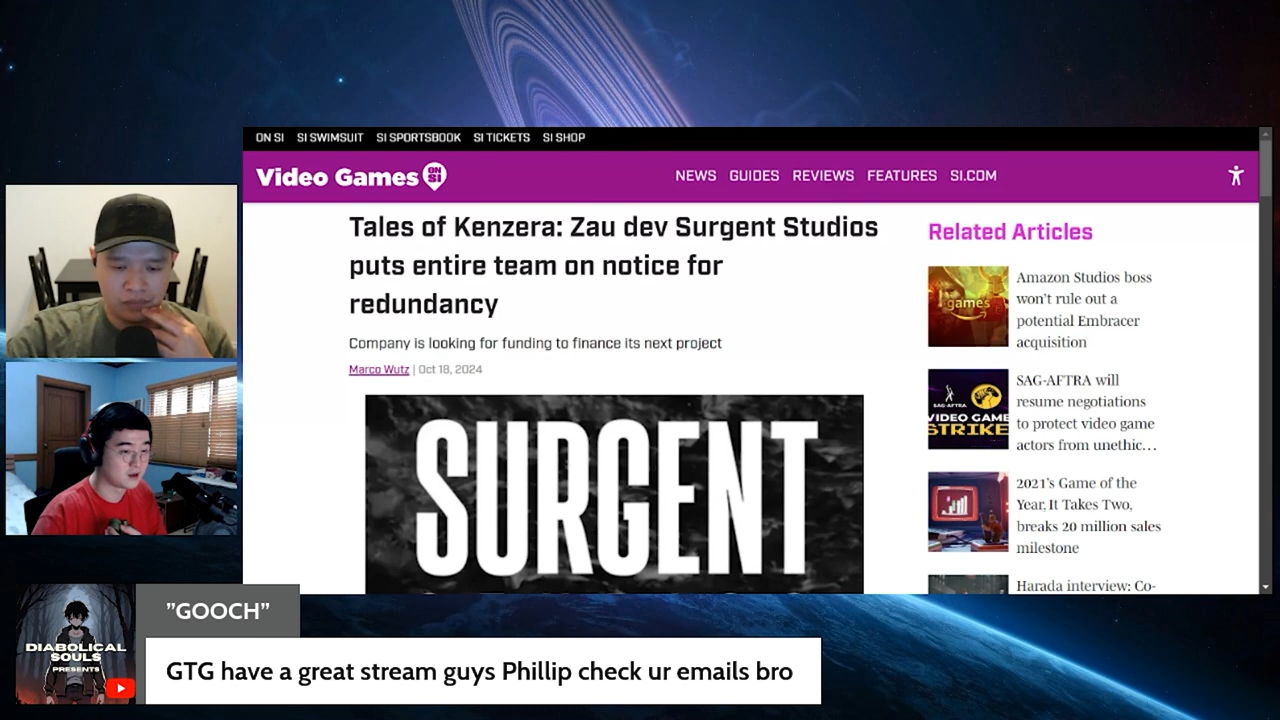 ON SI SI SWIMSUIT SI SPORTSBOOK SI TICKETS SI SHOP
Video Games ON SI
NEWS GUIDES REVIEWS FEATURES SI.COM
Tales of Kenzera: Zau dev Surgent Studios
puts entire team on notice for
redundancy
Company is looking for funding to finance its next project
Marco Wutz | Oct 18, 2024
SURGENT
Related Articles
games
Amazon Studios boss
won't rule out a
potential Embracer
acquisition
SAG-AFTRA
VIDEO GAME
STRIKE
SAG-AFTRA will
resume negotiations
to protect video game
actors from unethic…
2021's Game of the
Year, It Takes Two,
breaks 20 million sales
milestone
Harada interview: Co-
DIABOLICAL
SOULS
PRESENTS
"GOOCH"
GTG have a great stream guys Phillip check ur emails bro